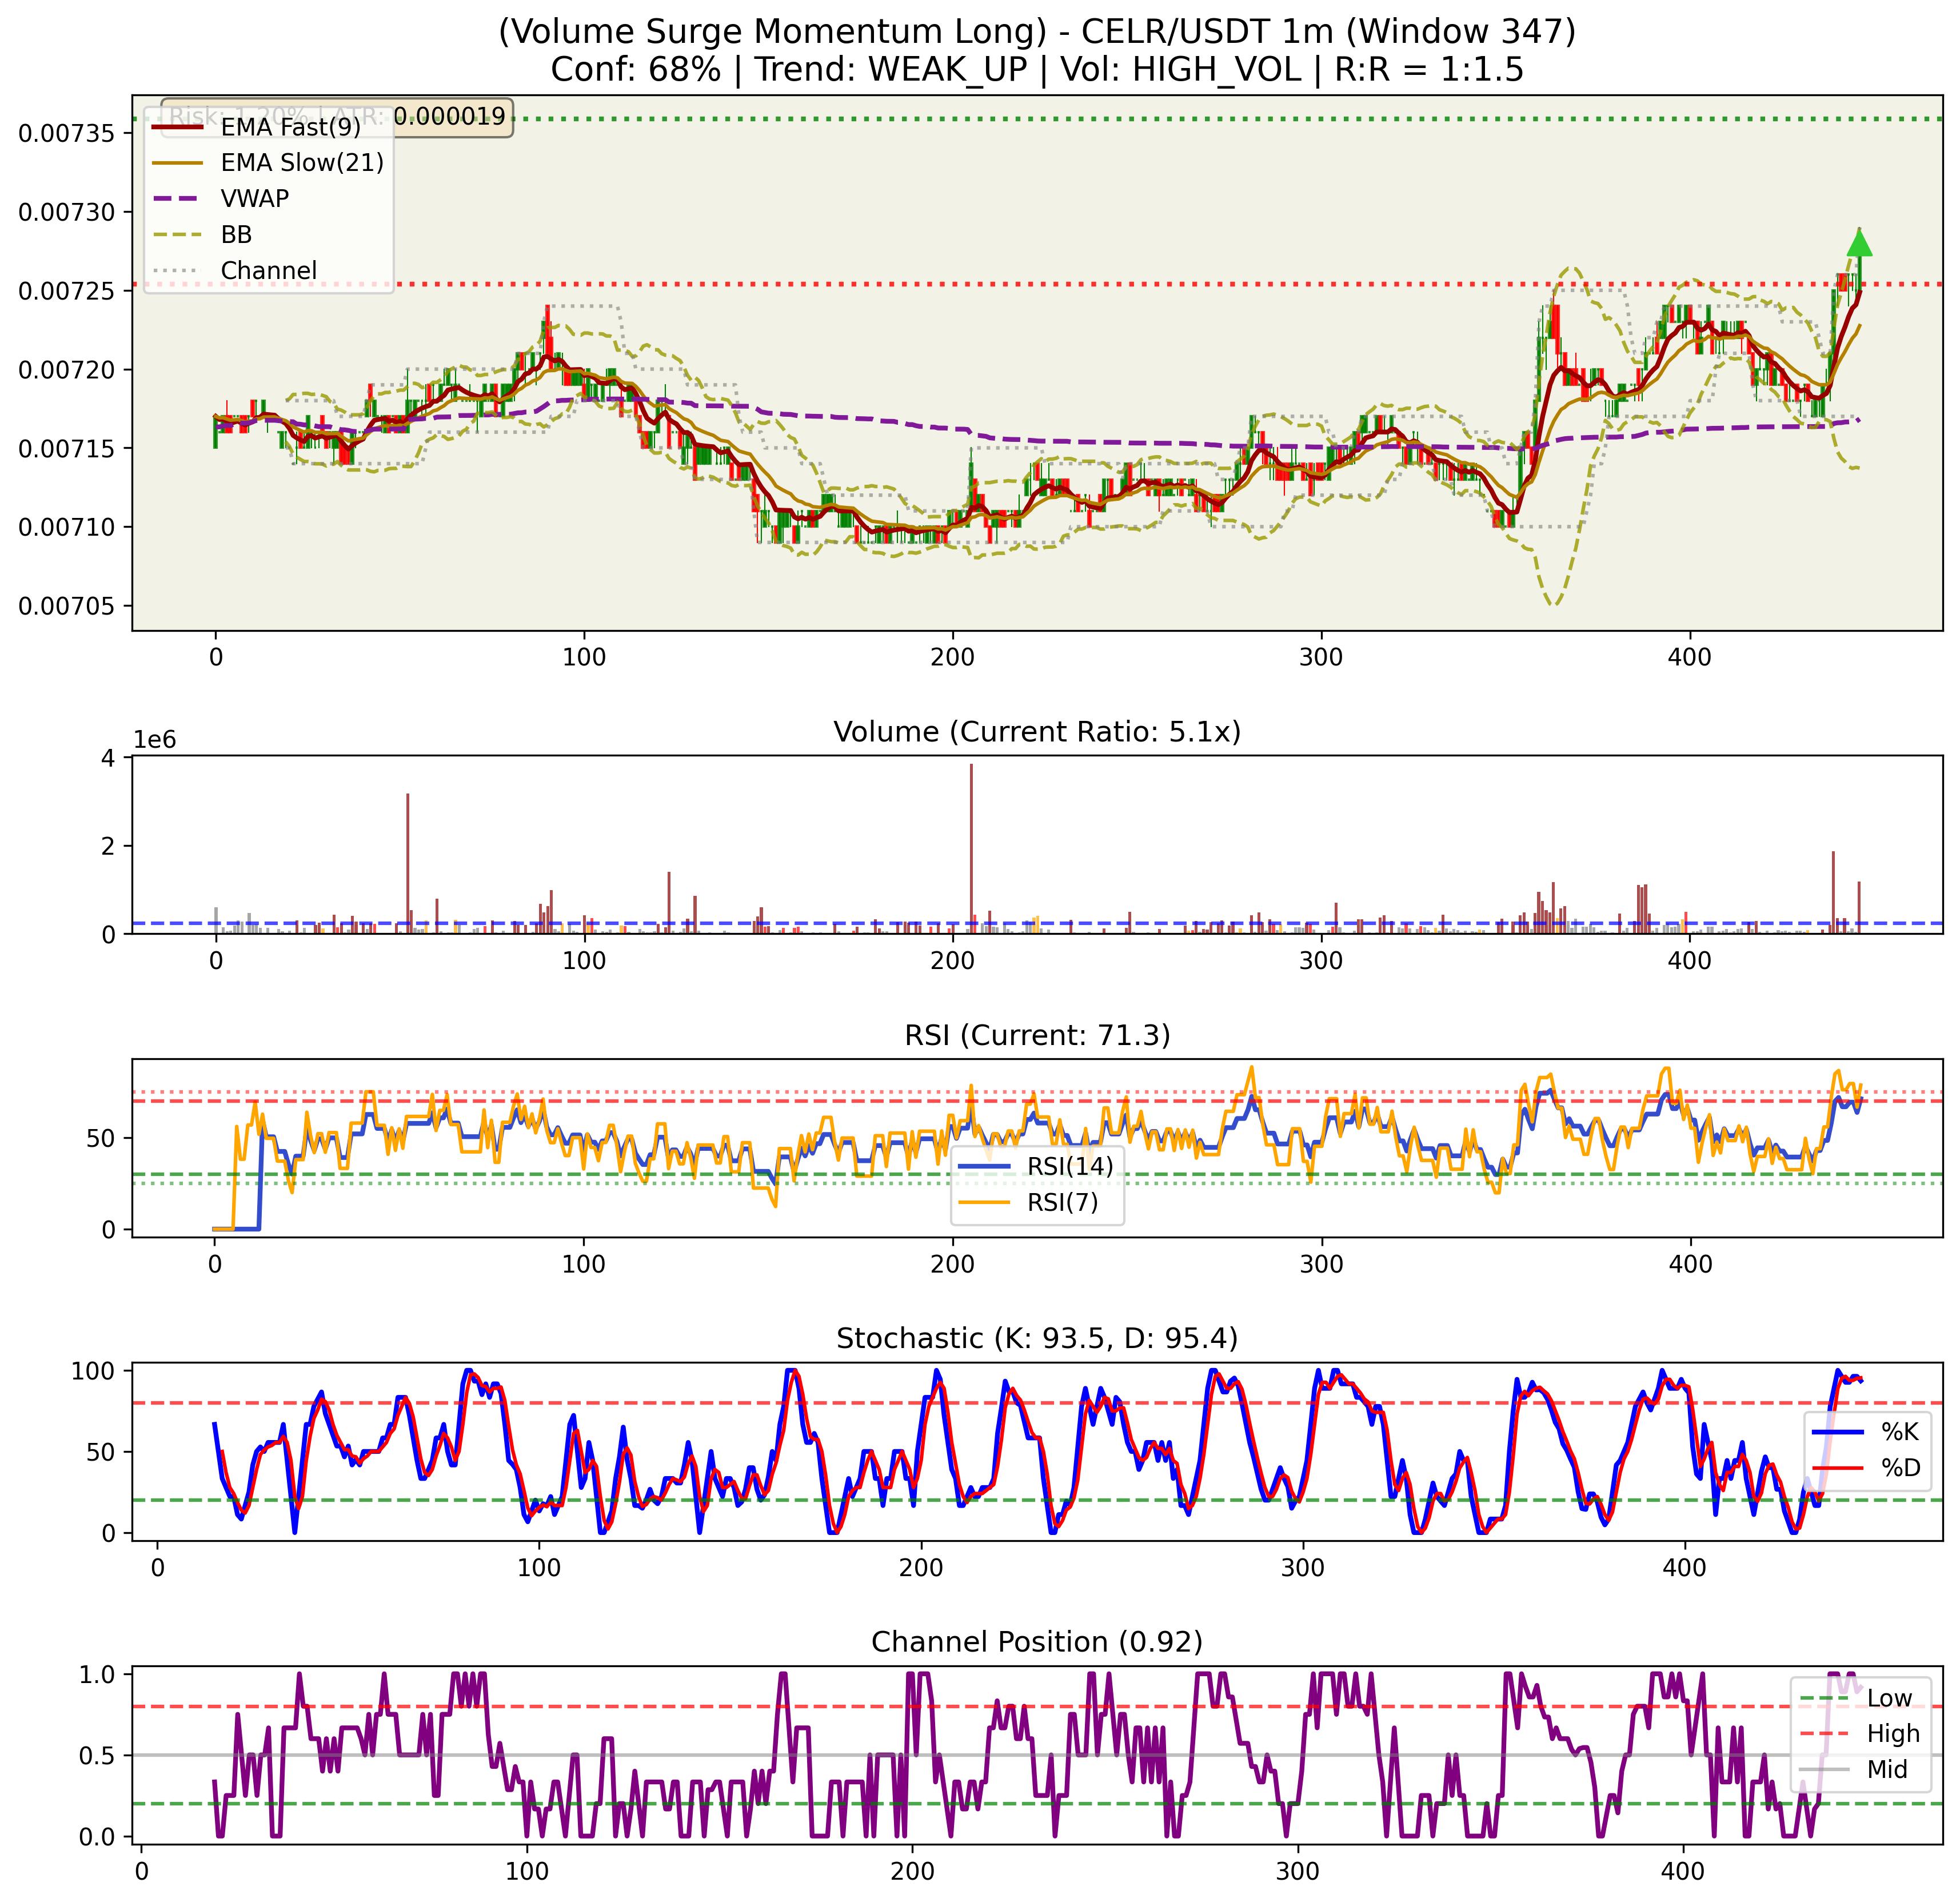 (Volume Surge Momentum Long) - CELR/USDT 1m (Window 347)
Conf: 68% | Trend: WEAK_UP | Vol: HIGH_VOL | R:R = 1:1.5
Risk: 1.20% | ATR: 0.000019
EMA Fast(9)
EMA Slow(21)
VWAP
BB
Channel
0.00735
0.00730
0.00725
0.00720
0.00715
0.00710
0.00705
0 100 200 300 400
Volume (Current Ratio: 5.1x)
1e6
4
2
0
0 100 200 300 400
RSI (Current: 71.3)
50
0
RSI(14)
RSI(7)
0 100 200 300 400
Stochastic (K: 93.5, D: 95.4)
100
50
0
%K
%D
0 100 200 300 400
Channel Position (0.92)
1.0
0.5
0.0
Low
High
Mid
0 100 200 300 400